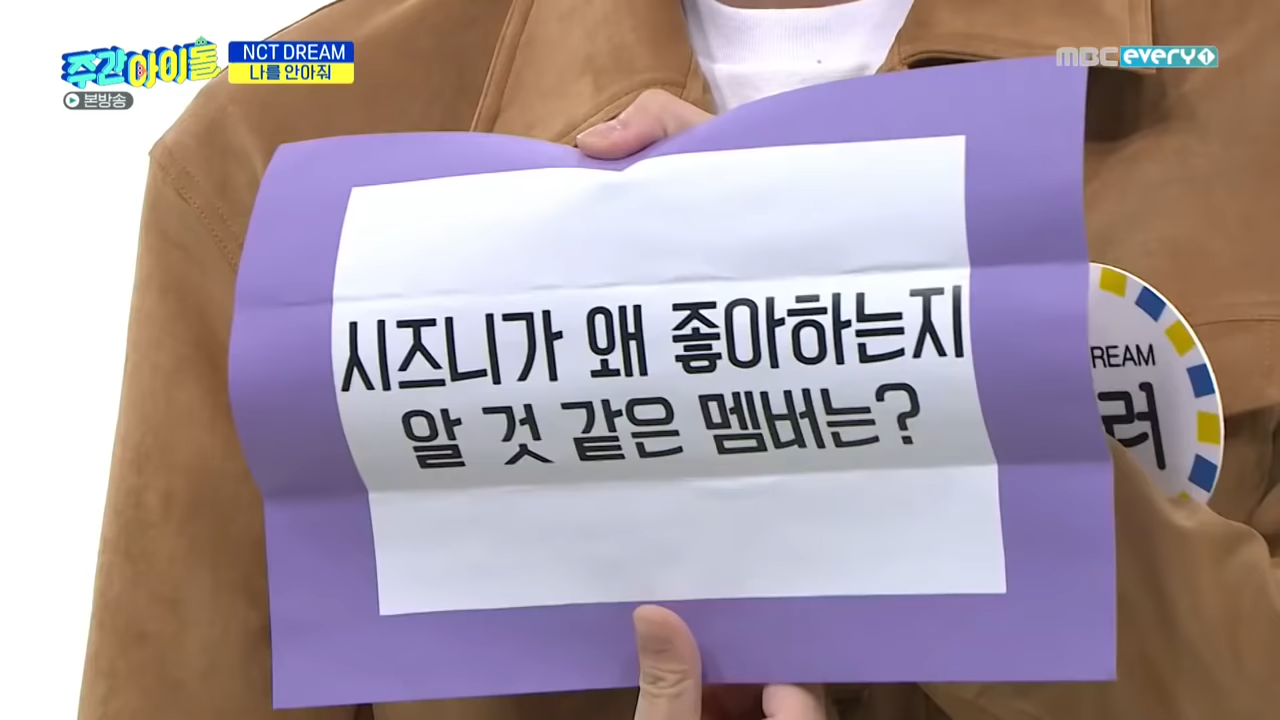 주간아이돌
NCT DREAM
나를 안아줘
본방송
MBC every1
시즈니가 왜 좋아하는지
알 것 같은 멤버는?
REAM
러